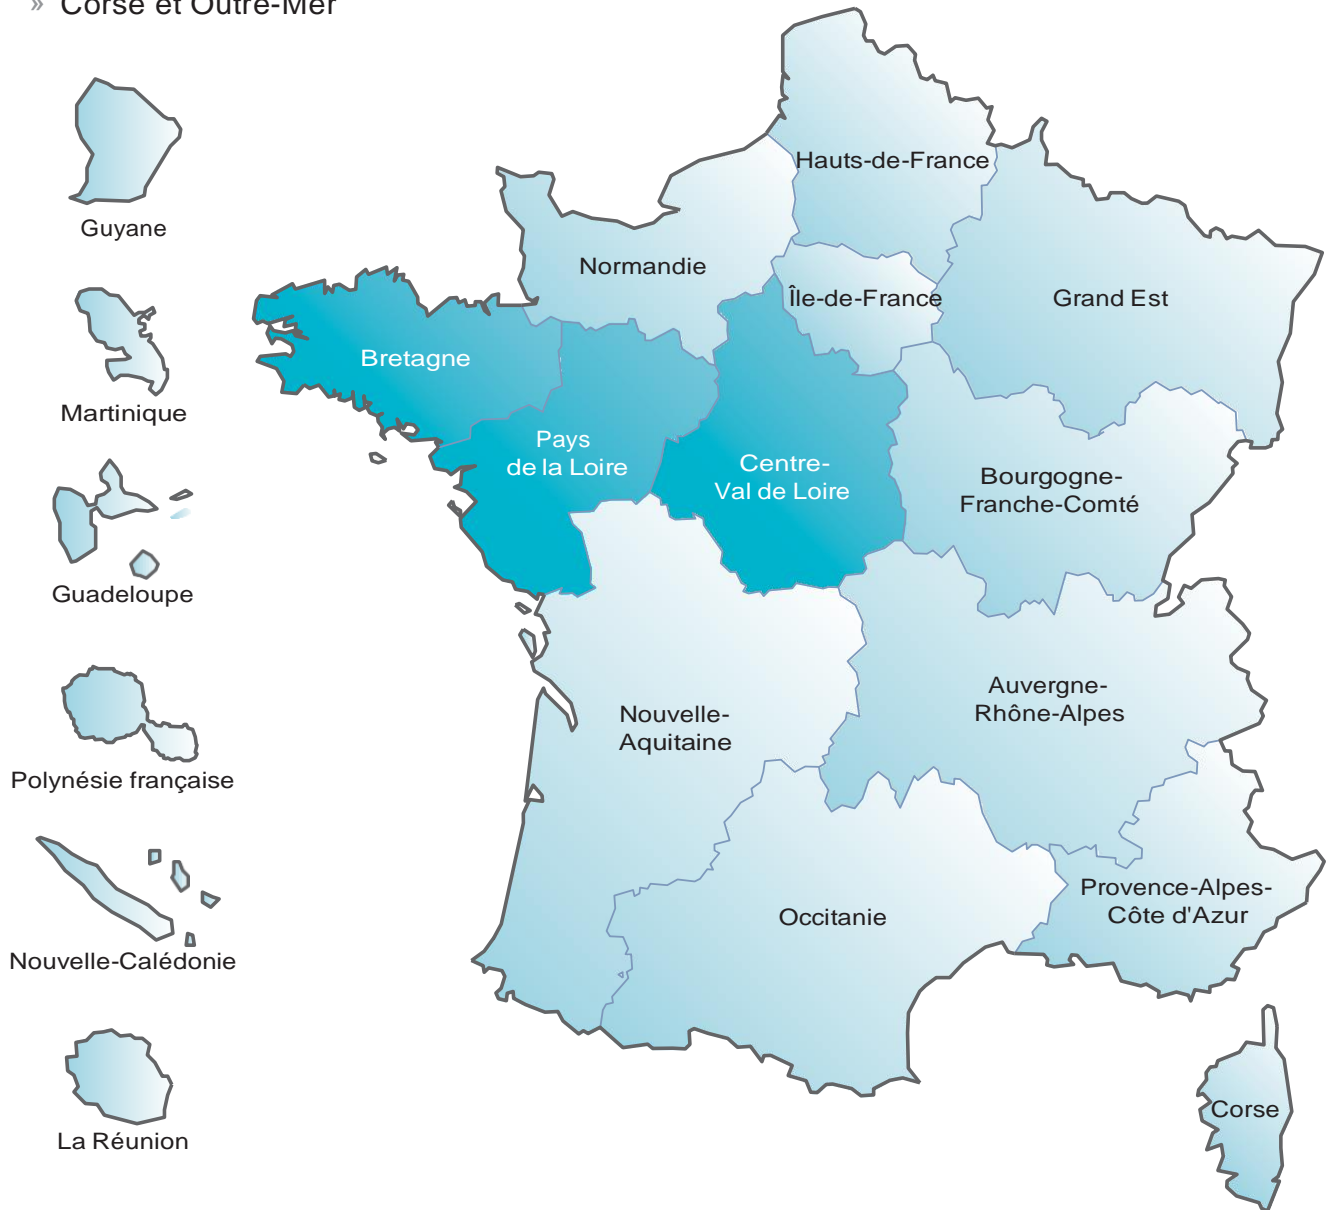 » Corse et Outre-Mer
Guyane
Martinique
Guadeloupe
Polynésie française
Nouvelle-Calédonie
La Réunion
Hauts-de-France
Normandie
Île-de-France
Grand Est
Bretagne
Pays
de la Loire
Centre-
Val de Loire
Bourgogne-
Franche-Comté
Nouvelle-
Aquitaine
Auvergne-
Rhône-Alpes
Occitanie
Provence-Alpes-
Côte d'Azur
Corse